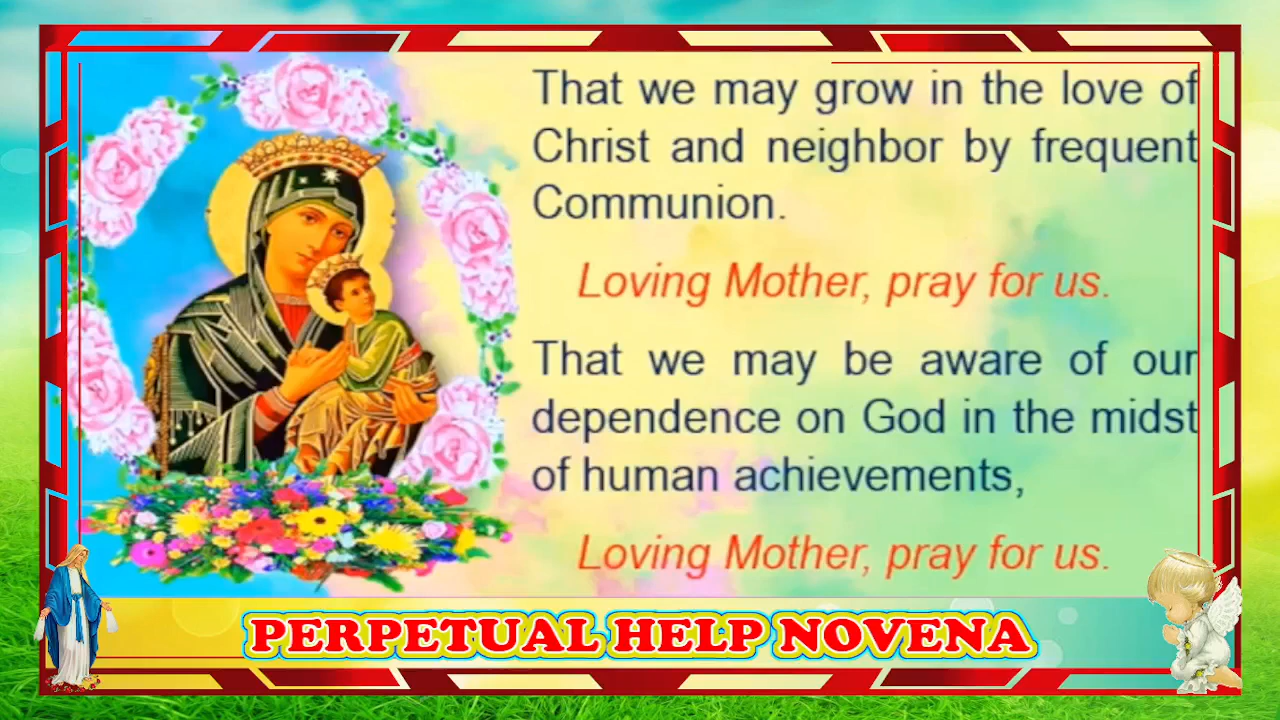 That we may grow in the love of
Christ and neighbor by frequent
Communion.
Loving Mother, pray for us.
That we may be aware of our
dependence on God in the midst
of human achievements,
Loving Mother, pray for us.
PERPETUAL HELP NOVENA